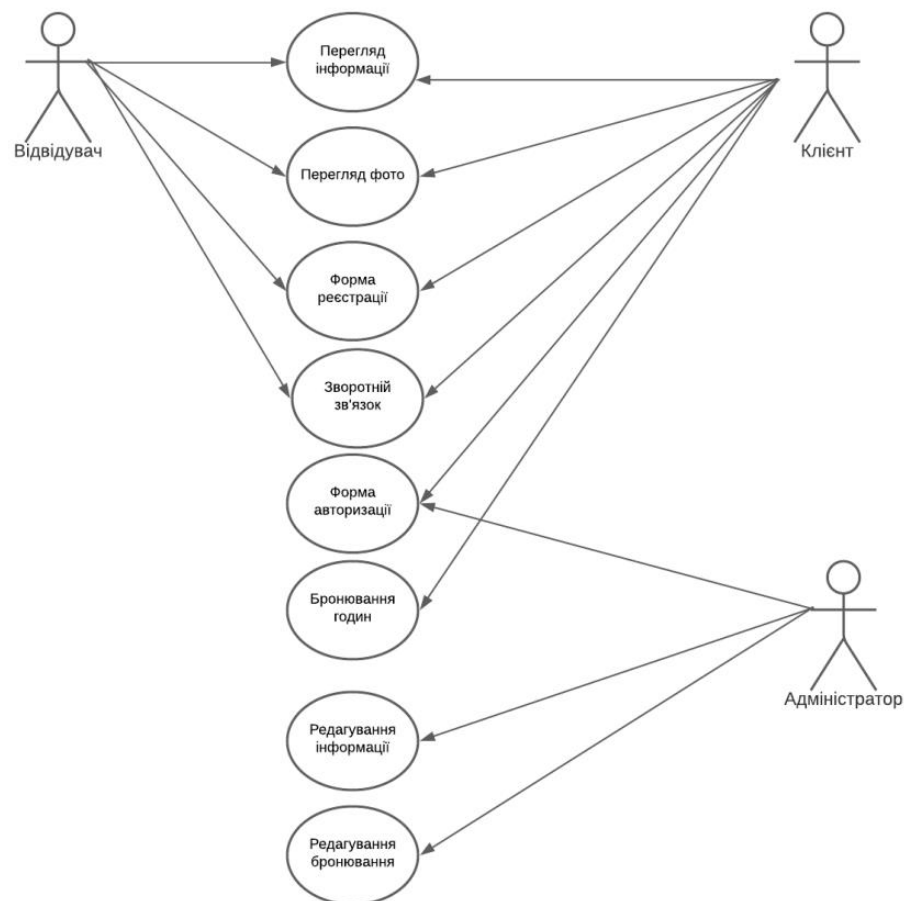 Перегляд
інформації
Відвідувач
Клієнт
Перегляд фото
Форма
реєстрації
Зворотній
зв'язок
Форма
авторизації
Бронювання
годин
Адміністратор
Редагування
інформації
Редагування
бронювання